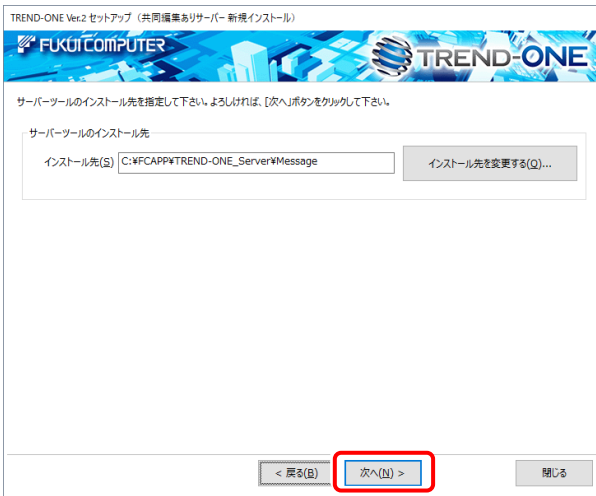 TREND-ONE Ver.2 セットアップ（共同編集ありサーバー 新規インストール）
FUKUI COMPUTER
TREND-ONE
サーバーツールのインストール先を指定して下さい。よろしければ、[次へ]ボタンをクリックして下さい。
サーバーツールのインストール先
インストール先(S) C:¥FCAPP¥TREND-ONE_Server¥Message インストール先を変更する(O)...
< 戻る(B) 次へ(N) > 閉じる